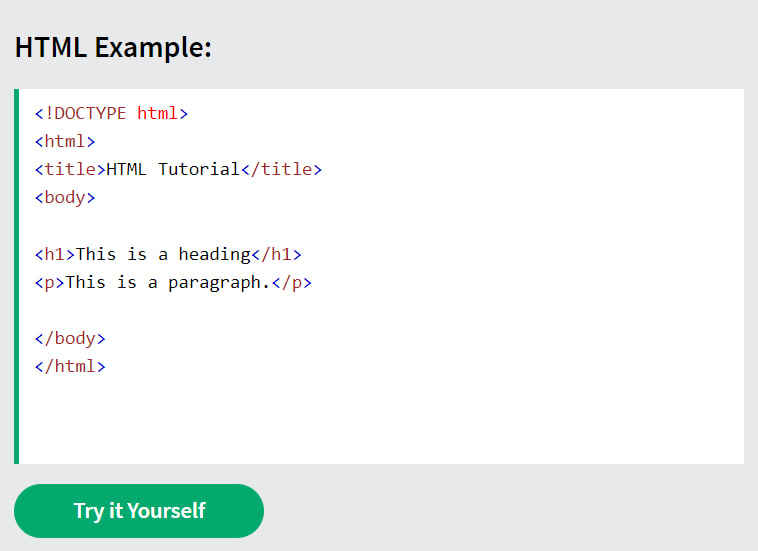 HTML Example:
<!DOCTYPE html>
<html>
<title>HTML Tutorial</title>
<body>
<h1>This is a heading</h1>
<p>This is a paragraph.</p>
</body>
</html>
Try it Yourself